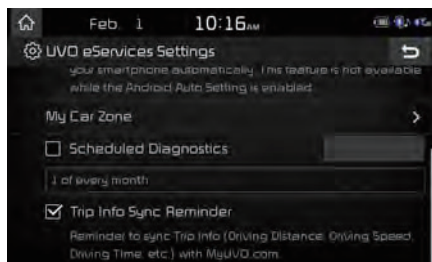 Feb. 1 10:16AM
UVO eServices Settings
your smartphone automatically. This feature is not available
while the Android Auto Setting is enabled.
My Car Zone
Scheduled Diagnostics
1 of every month
Trip Info Sync Reminder
Reminder to sync Trip Info (Driving Distance, Driving Speed,
Driving Time, etc.) with MyUVO.com.